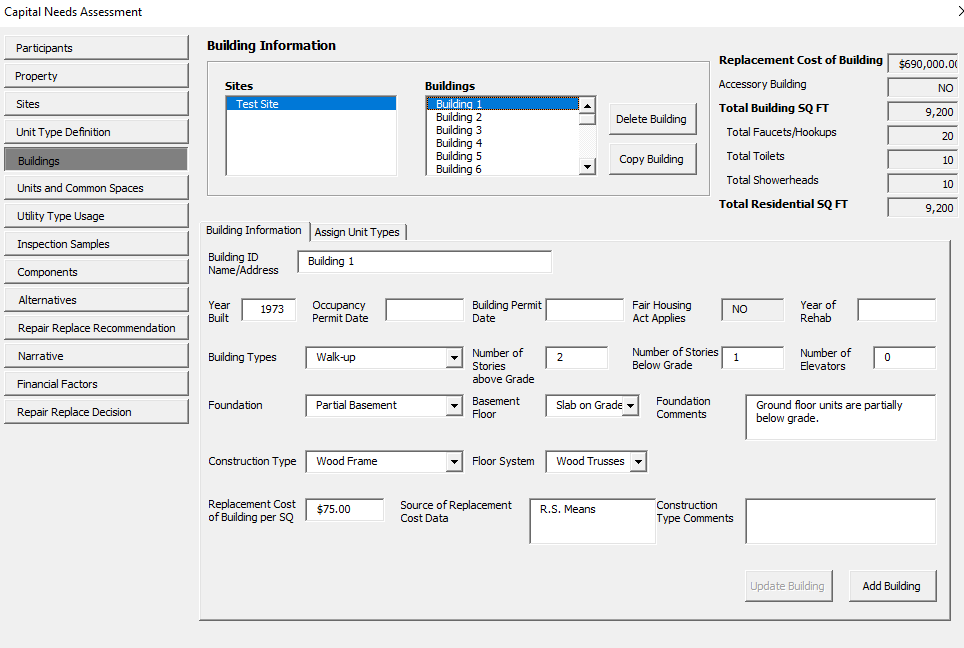 Capital Needs Assessment
Participants
Property
Sites
Unit Type Definition
Buildings
Units and Common Spaces
Utility Type Usage
Inspection Samples
Components
Alternatives
Repair Replace Recommendation
Narrative
Financial Factors
Repair Replace Decision
Building Information
Sites
Test Site
Buildings
Building 1
Building 2
Building 3
Building 4
Building 5
Building 6
Delete Building
Copy Building
Replacement Cost of Building $690,000.00
Accessory Building NO
Total Building SQ FT 9,200
Total Faucets/Hookups 20
Total Toilets 10
Total Showerheads 10
Total Residential SQ FT 9,200
Building Information Assign Unit Types
Building ID
Name/Address
Building 1
Year
Built
1973
Occupancy
Permit Date
Building Permit
Date
Fair Housing
Act Applies
NO
Year of
Rehab
Building Types Walk-up
Number of
Stories
above Grade
2
Number of Stories
Below Grade
1
Number of
Elevators
0
Foundation Partial Basement
Basement
Floor
Slab on Grade
Foundation
Comments
Ground floor units are partially
below grade.
Construction Type Wood Frame
Floor System Wood Trusses
Replacement Cost
of Building per SQ
$75.00
Source of Replacement
Cost Data
R.S. Means
Construction
Type Comments
Update Building Add Building